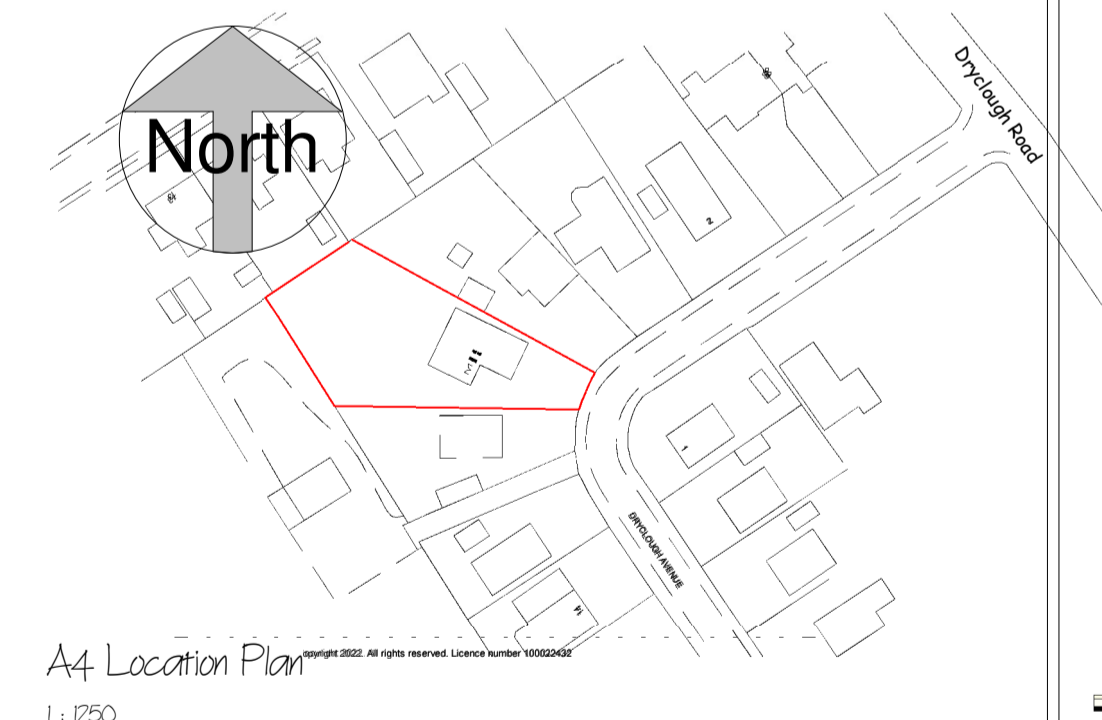 Dryclough Road
North
2
1
DRYCLOUGH AVENUE
14
A4 Location Plan
opyright 2022. All rights reserved. Licence number 100022432
1 : 1250